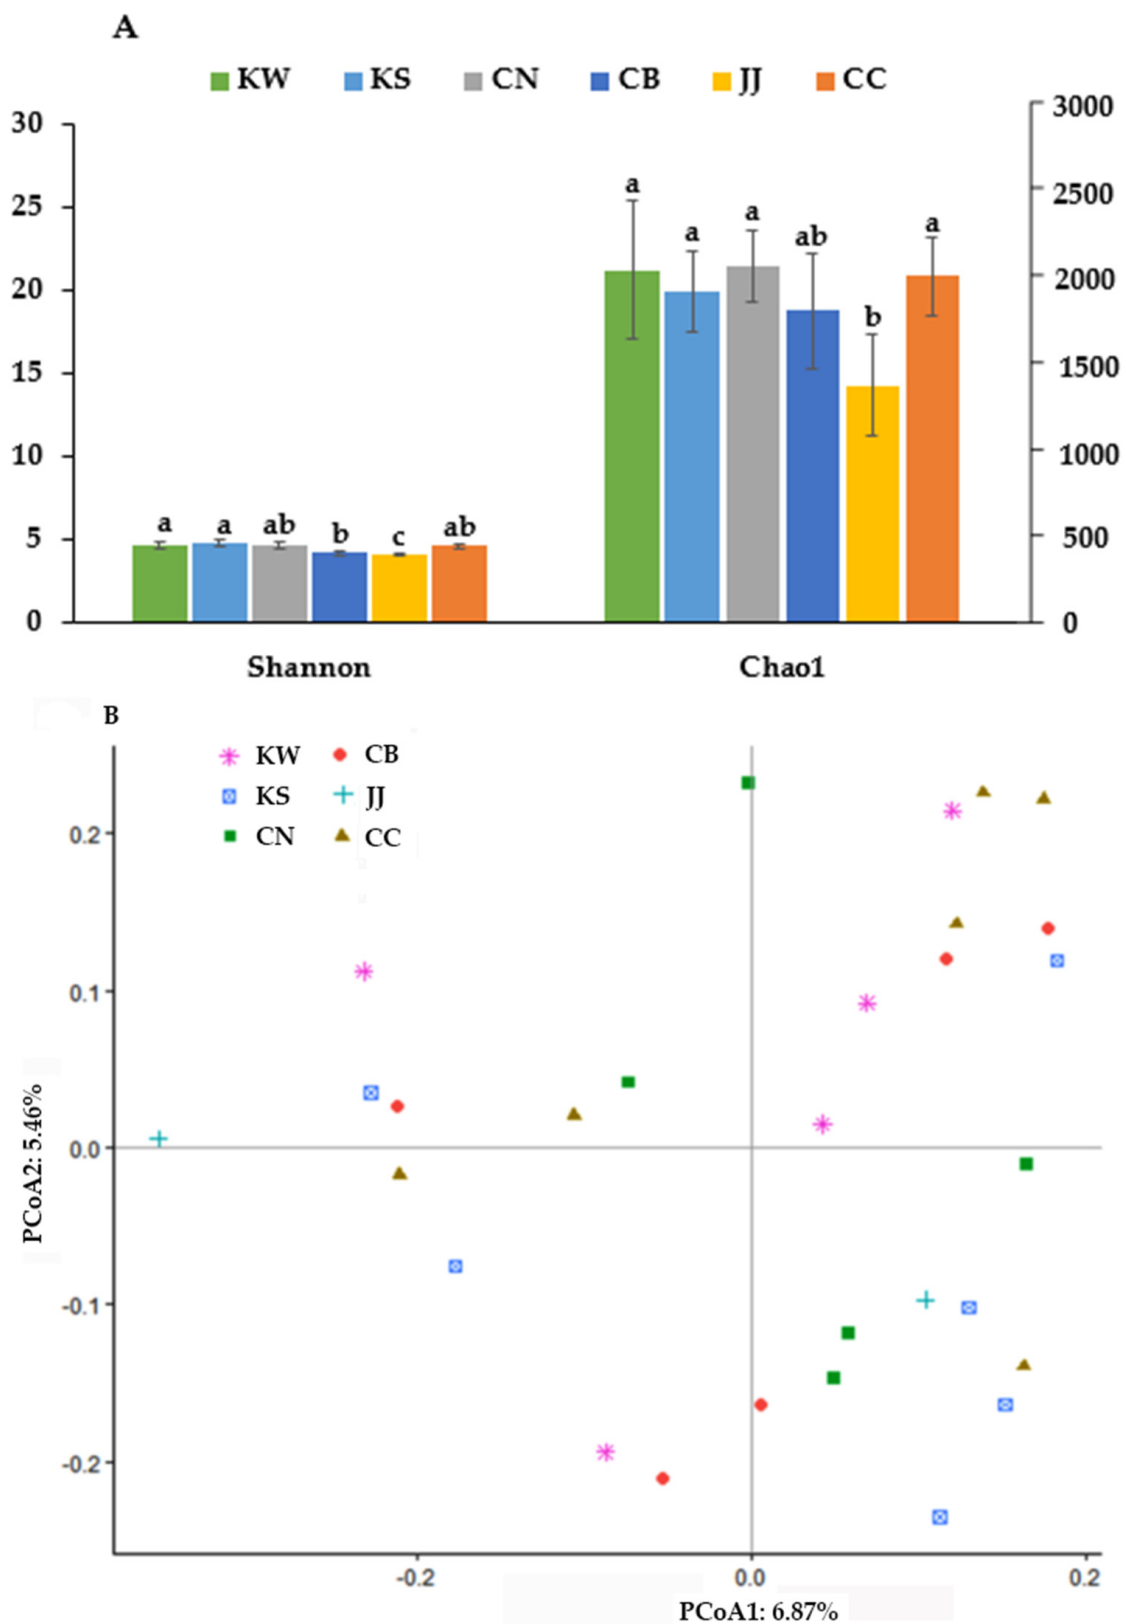 A
KW KS CN CB JJ CC
30 3000
25 2500
20 2000
15 1500
10 1000
5 500
0 0
a a ab b c ab
a a a ab b a
Shannon Chao1
B
KW CB
KS JJ
CN CC
0.2
0.1
0.0
-0.1
-0.2
PCoA2: 5.46%
-0.2 0.0 0.2
PCoA1: 6.87%